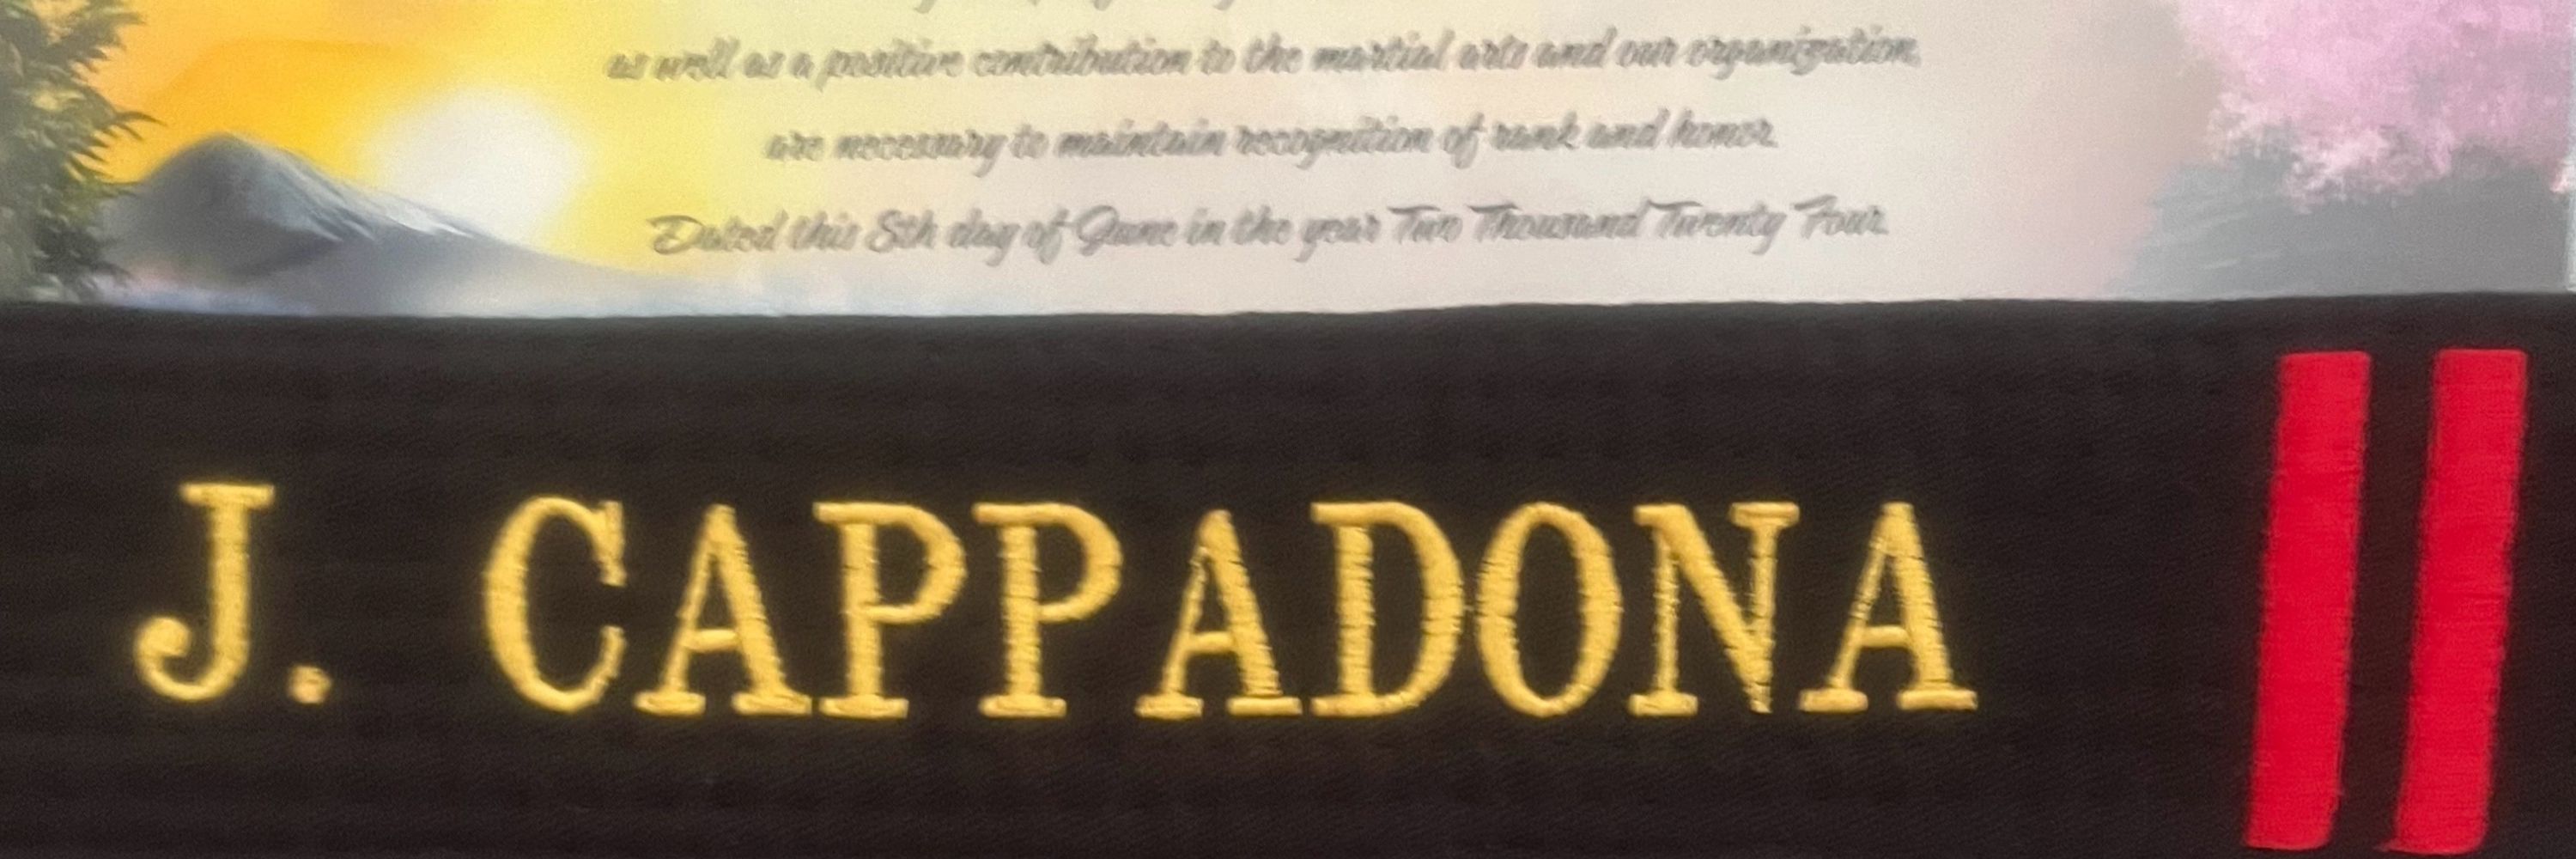 as well as a positive contribution to the martial arts and our organization,
are necessary to maintain recognition of rank and honor.
Dated this 8th day of June in the year Two Thousand Twenty Four
J. CAPPADONA